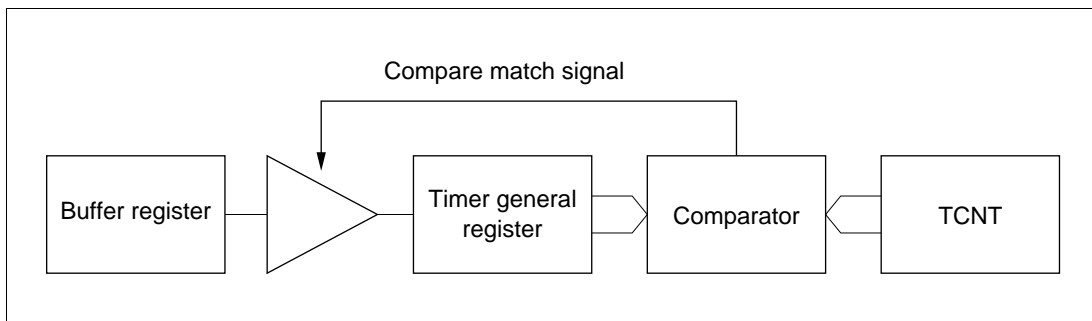 Compare match signal
Buffer register
Timer general
register
Comparator
TCNT